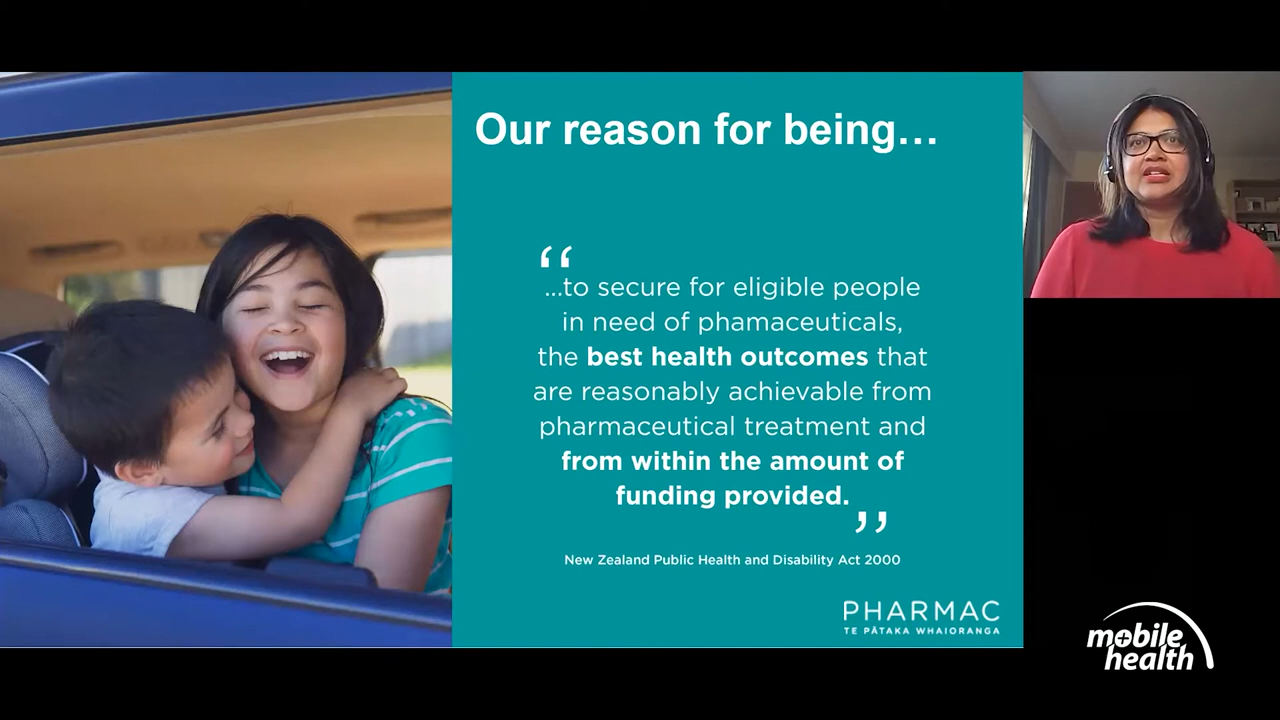 Our reason for being...
“
...to secure for eligible people
in need of phamaceuticals,
the best health outcomes that
are reasonably achievable from
pharmaceutical treatment and
from within the amount of
funding provided.
”
New Zealand Public Health and Disability Act 2000
PHARMAC
TE PĀTAKA WHAIORANGA
mobile
health